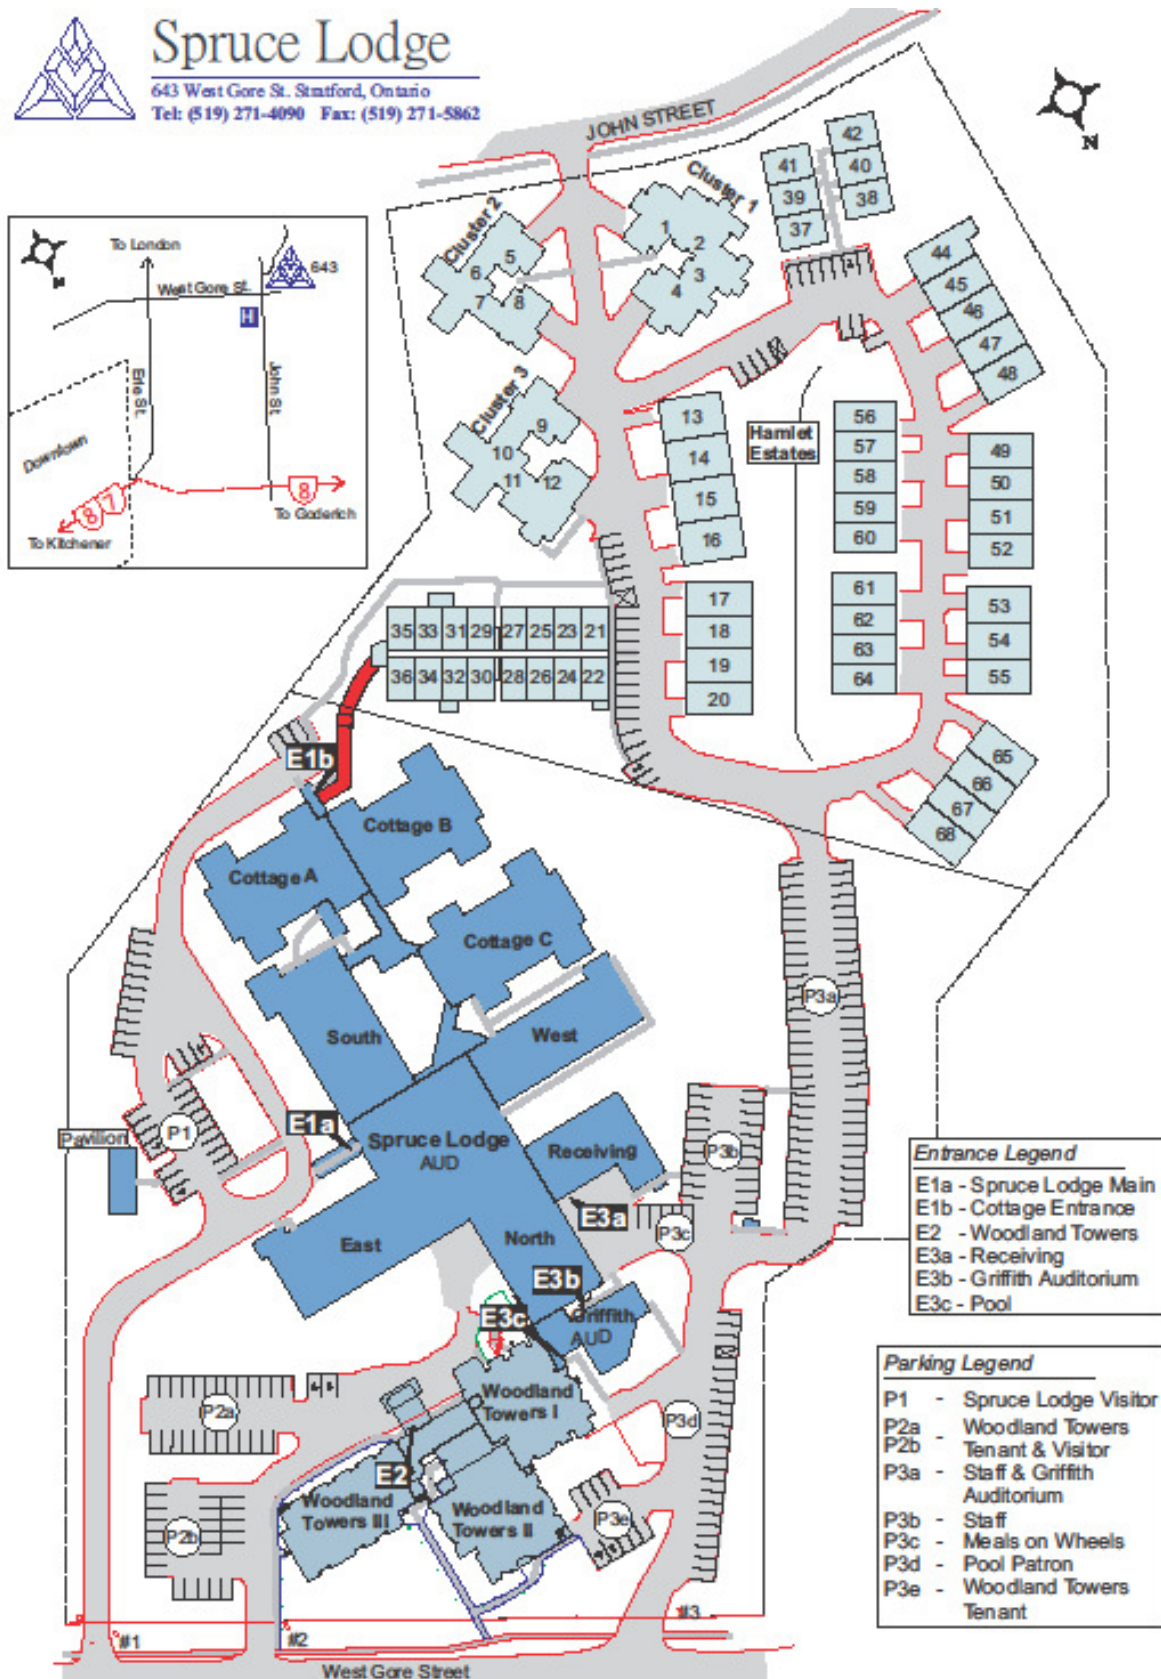 Spruce Lodge
643 West Gore St. Stratford, Ontario
Tel: (519) 271-4090 Fax: (519) 271-5862
N
JOHN STREET
To London
West Gore St.
643
H
Erie St.
John St
Downtown
8
7
8
To Goderich
To Kitchener
N
Cluster 1
1
2
3
4
Cluster 2
5
6
7
8
Cluster 3
9
10
11
12
41
39
37
42
40
38
44
45
46
47
48
13
14
15
16
Hamlet
Estates
56
57
58
59
60
49
50
51
52
17
18
19
20
61
62
63
64
53
54
55
35 33 31 29 27 25 23 21
36 34 32 30 28 26 24 22
65
66
67
68
E1b
Cottage B
Cottage A
Cottage C
South
West
P3a
Pavilion
P1
E1a
Spruce Lodge
AUD
Receiving
P3b
E3a
P3c
East
North
E3b
E3c
Griffith
AUD
Woodland
Towers I
P2a
P3d
E2
Woodland
Towers III
Woodland
Towers II
P3e
P2b
#1
#2
#3
West Gore Street
Entrance Legend
E1a - Spruce Lodge Main
E1b - Cottage Entrance
E2 - Woodland Towers
E3a - Receiving
E3b - Griffith Auditorium
E3c - Pool
Parking Legend
P1 - Spruce Lodge Visitor
P2a - Woodland Towers
P2b Tenant & Visitor
P3a - Staff & Griffith
Auditorium
P3b - Staff
P3c - Meals on Wheels
P3d - Pool Patron
P3e - Woodland Towers
Tenant